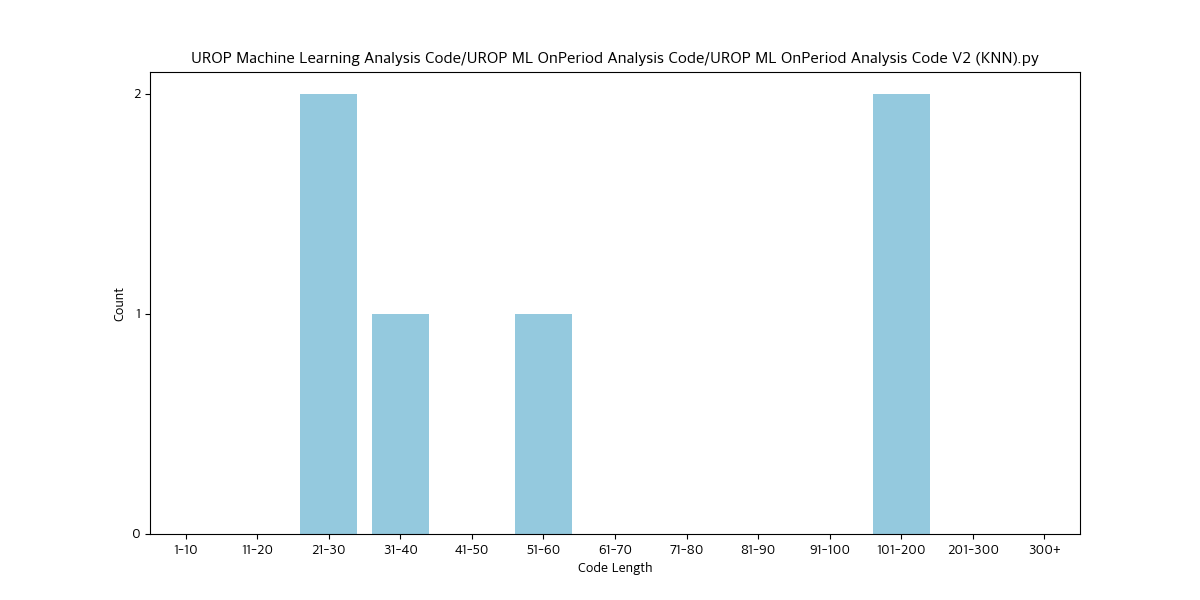 UROP Machine Learning Analysis Code/UROP ML OnPeriod Analysis Code/UROP ML OnPeriod Analysis Code V2 (KNN).py
2
1
0
Count
1-10 11-20 21-30 31-40 41-50 51-60 61-70 71-80 81-90 91-100 101-200 201-300 300+
Code Length